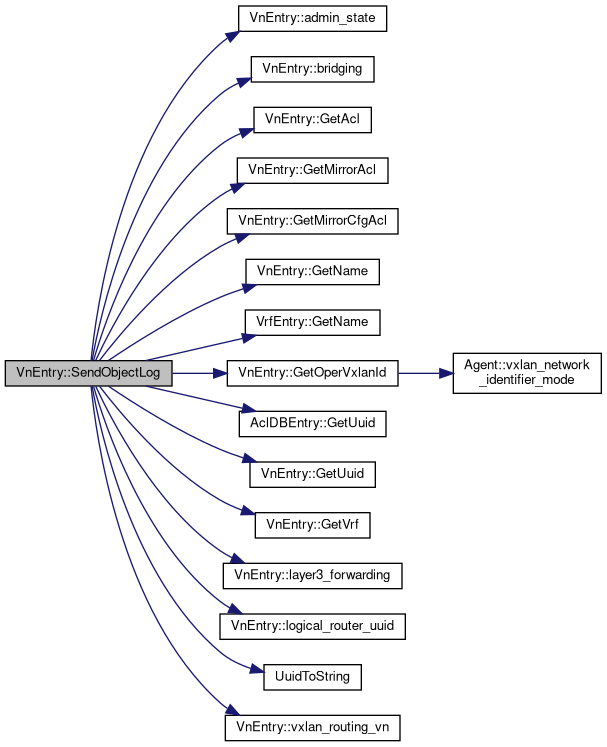 VnEntry::admin_state
VnEntry::bridging
VnEntry::GetAcl
VnEntry::GetMirrorAcl
VnEntry::GetMirrorCfgAcl
VnEntry::GetName
VrfEntry::GetName
VnEntry::SendObjectLog
VnEntry::GetOperVxlanId
Agent::vxlan_network
_identifier_mode
AclDBEntry::GetUuid
VnEntry::GetUuid
VnEntry::GetVrf
VnEntry::layer3_forwarding
VnEntry::logical_router_uuid
UuidToString
VnEntry::vxlan_routing_vn